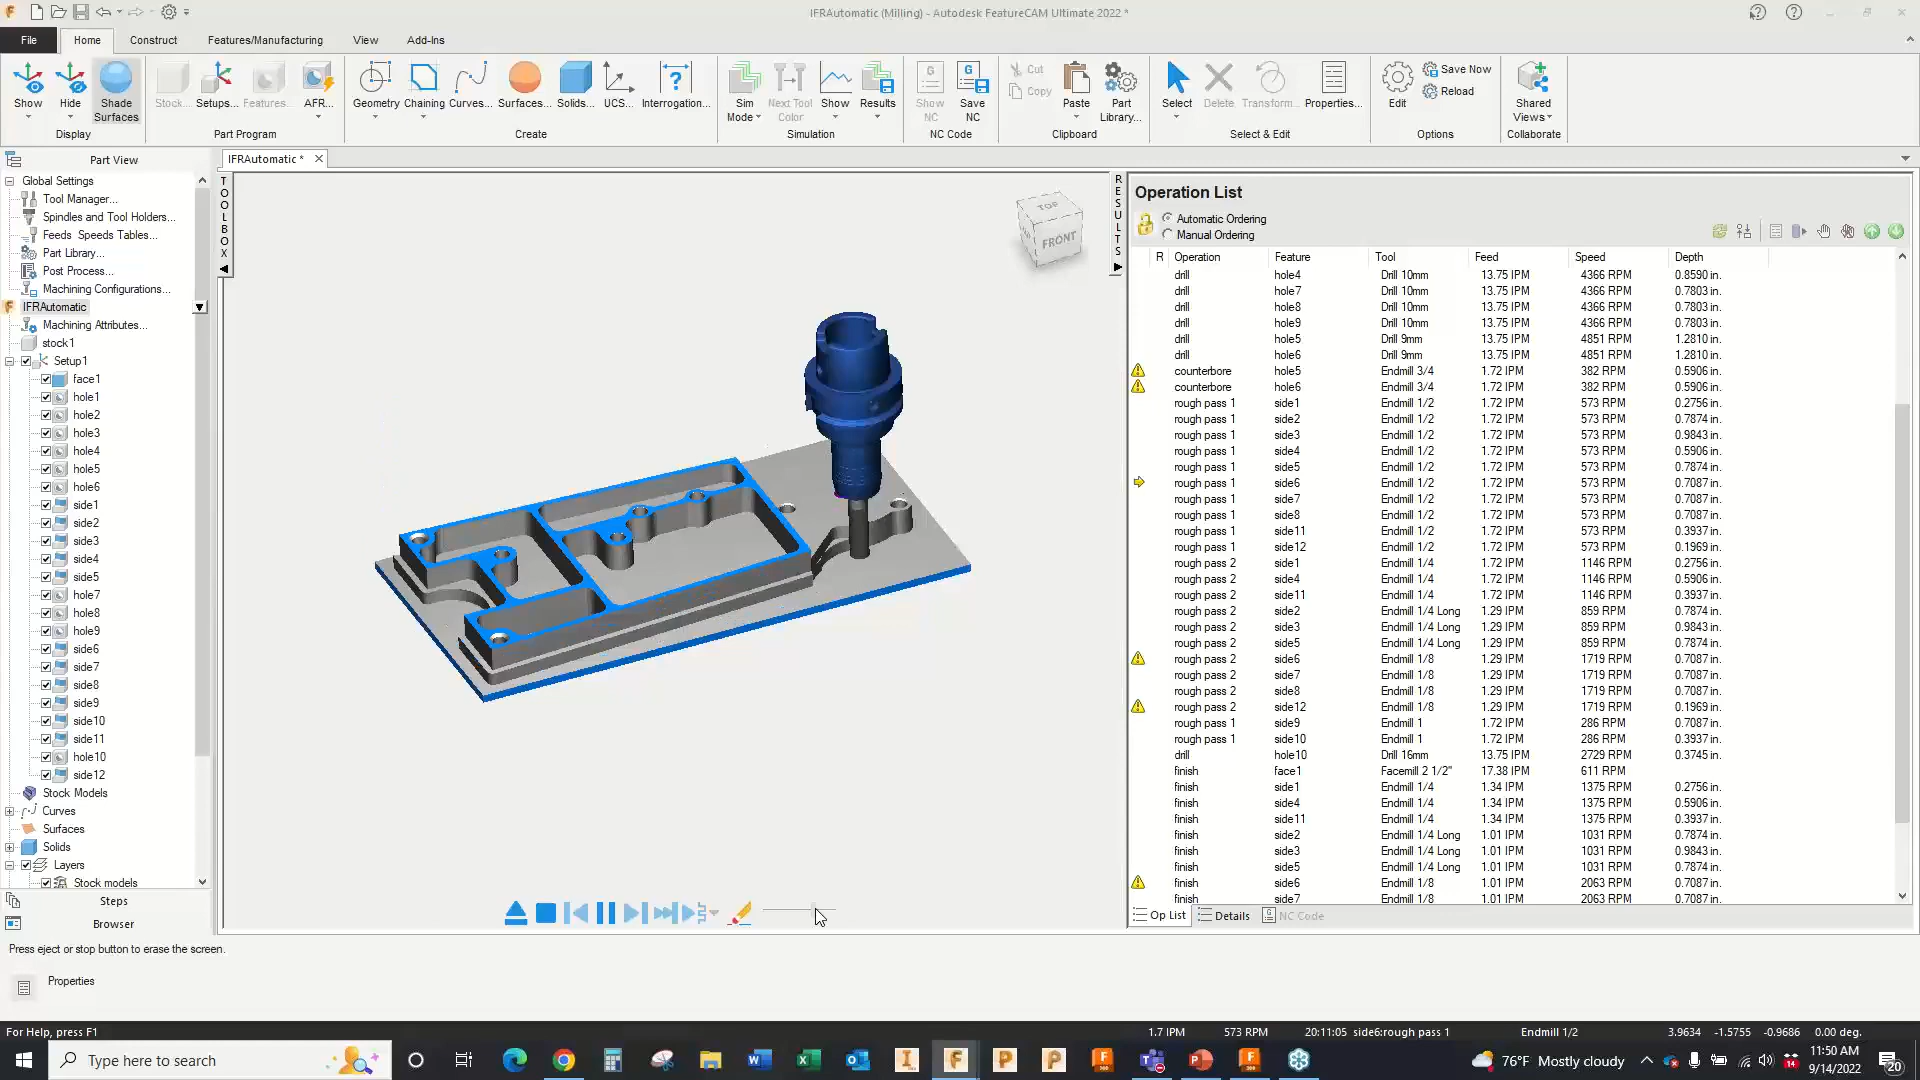 IFRAutomatic (Milling) - Autodesk FeatureCAM Ultimate 2022 *
File
Home
Construct
Features/Manufacturing
View
Add-Ins
Show
Hide
Shade Surfaces
Stock...
Setups...
Features...
AFR...
Geometry
Chaining
Curves...
Surfaces...
Solids...
UCS...
Interrogation...
Sim Mode
Next Tool Color
Show
Results
Show NC
Save NC
Cut
Copy
Paste
Part Library...
Select
Delete
Transform...
Properties...
Edit
Save Now
Reload
Shared Views
Display
Part Program
Create
Simulation
NC Code
Clipboard
Select & Edit
Options
Collaborate
Part View
Global Settings
Tool Manager...
Spindles and Tool Holders...
Feeds Speeds Tables...
Part Library...
Post Process...
Machining Configurations...
IFRAutomatic
Machining Attributes...
stock1
Setup1
face1
hole1
hole2
hole3
hole4
hole5
hole6
side1
side2
side3
side4
side5
hole7
hole8
hole9
side6
side7
side8
side9
side10
side11
hole10
side12
Stock Models
Curves
Surfaces
Solids
Layers
Stock models
Steps
Browser
IFRAutomatic *
TOOLBOX
TOP
FRONT
RESULTS
Operation List
Automatic Ordering
Manual Ordering
R Operation Feature Tool Feed Speed Depth
drill hole4 Drill 10mm 13.75 IPM 4366 RPM 0.8590 in.
drill hole7 Drill 10mm 13.75 IPM 4366 RPM 0.7803 in.
drill hole8 Drill 10mm 13.75 IPM 4366 RPM 0.7803 in.
drill hole9 Drill 10mm 13.75 IPM 4366 RPM 0.7803 in.
drill hole5 Drill 9mm 13.75 IPM 4851 RPM 1.2810 in.
drill hole6 Drill 9mm 13.75 IPM 4851 RPM 1.2810 in.
counterbore hole5 Endmill 3/4 1.72 IPM 382 RPM 0.5906 in.
counterbore hole6 Endmill 3/4 1.72 IPM 382 RPM 0.5906 in.
rough pass 1 side1 Endmill 1/2 1.72 IPM 573 RPM 0.2756 in.
rough pass 1 side2 Endmill 1/2 1.72 IPM 573 RPM 0.7874 in.
rough pass 1 side3 Endmill 1/2 1.72 IPM 573 RPM 0.9843 in.
rough pass 1 side4 Endmill 1/2 1.72 IPM 573 RPM 0.5906 in.
rough pass 1 side5 Endmill 1/2 1.72 IPM 573 RPM 0.7874 in.
rough pass 1 side6 Endmill 1/2 1.72 IPM 573 RPM 0.7087 in.
rough pass 1 side7 Endmill 1/2 1.72 IPM 573 RPM 0.7087 in.
rough pass 1 side8 Endmill 1/2 1.72 IPM 573 RPM 0.7087 in.
rough pass 1 side11 Endmill 1/2 1.72 IPM 573 RPM 0.3937 in.
rough pass 1 side12 Endmill 1/2 1.72 IPM 573 RPM 0.1969 in.
rough pass 2 side1 Endmill 1/4 1.72 IPM 1146 RPM 0.2756 in.
rough pass 2 side4 Endmill 1/4 1.72 IPM 1146 RPM 0.5906 in.
rough pass 2 side11 Endmill 1/4 1.72 IPM 1146 RPM 0.3937 in.
rough pass 2 side2 Endmill 1/4 Long 1.29 IPM 859 RPM 0.7874 in.
rough pass 2 side3 Endmill 1/4 Long 1.29 IPM 859 RPM 0.9843 in.
rough pass 2 side5 Endmill 1/4 Long 1.29 IPM 859 RPM 0.7874 in.
rough pass 2 side6 Endmill 1/8 1.29 IPM 1719 RPM 0.7087 in.
rough pass 2 side7 Endmill 1/8 1.29 IPM 1719 RPM 0.7087 in.
rough pass 2 side8 Endmill 1/8 1.29 IPM 1719 RPM 0.7087 in.
rough pass 2 side12 Endmill 1/8 1.29 IPM 1719 RPM 0.1969 in.
rough pass 1 side9 Endmill 1 1.72 IPM 286 RPM 0.7087 in.
rough pass 1 side10 Endmill 1 1.72 IPM 286 RPM 0.3937 in.
drill hole10 Drill 16mm 13.75 IPM 2729 RPM 0.3745 in.
finish face1 Facemill 2 1/2" 17.38 IPM 611 RPM
finish side1 Endmill 1/4 1.34 IPM 1375 RPM 0.2756 in.
finish side4 Endmill 1/4 1.34 IPM 1375 RPM 0.5906 in.
finish side11 Endmill 1/4 1.34 IPM 1375 RPM 0.3937 in.
finish side2 Endmill 1/4 Long 1.01 IPM 1031 RPM 0.7874 in.
finish side3 Endmill 1/4 Long 1.01 IPM 1031 RPM 0.9843 in.
finish side5 Endmill 1/4 Long 1.01 IPM 1031 RPM 0.7874 in.
finish side6 Endmill 1/8 1.01 IPM 2063 RPM 0.7087 in.
finish side7 Endmill 1/8 1.01 IPM 2063 RPM 0.7087 in.
Op List Details NC Code
Press eject or stop button to erase the screen.
Properties
For Help, press F1
1.7 IPM 573 RPM 20:11:05 side6:rough pass 1 Endmill 1/2 3.9634 -1.5755 -0.9686 0.00 deg.
Type here to search
76°F Mostly cloudy
11:50 AM
9/14/2022
14
20